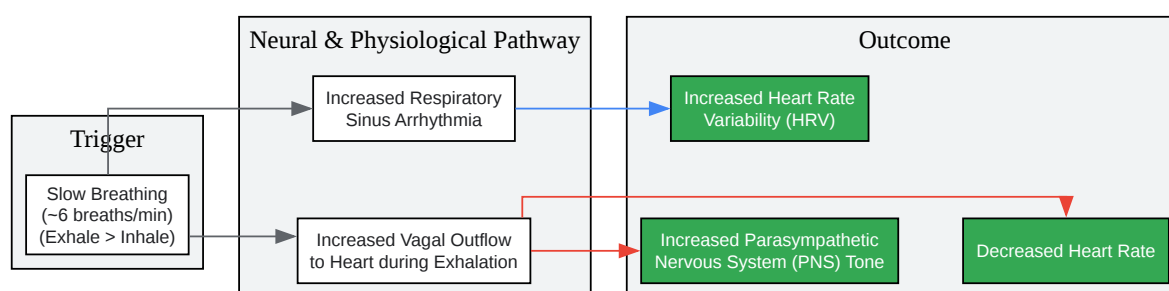 Neural & Physiological Pathway
Outcome
Increased Respiratory
Sinus Arrhythmia
Increased Heart Rate
Variability (HRV)
Trigger
Slow Breathing
(~6 breaths/min)
(Exhale > Inhale)
Increased Vagal Outflow
to Heart during Exhalation
Increased Parasympathetic
Nervous System (PNS) Tone
Decreased Heart Rate